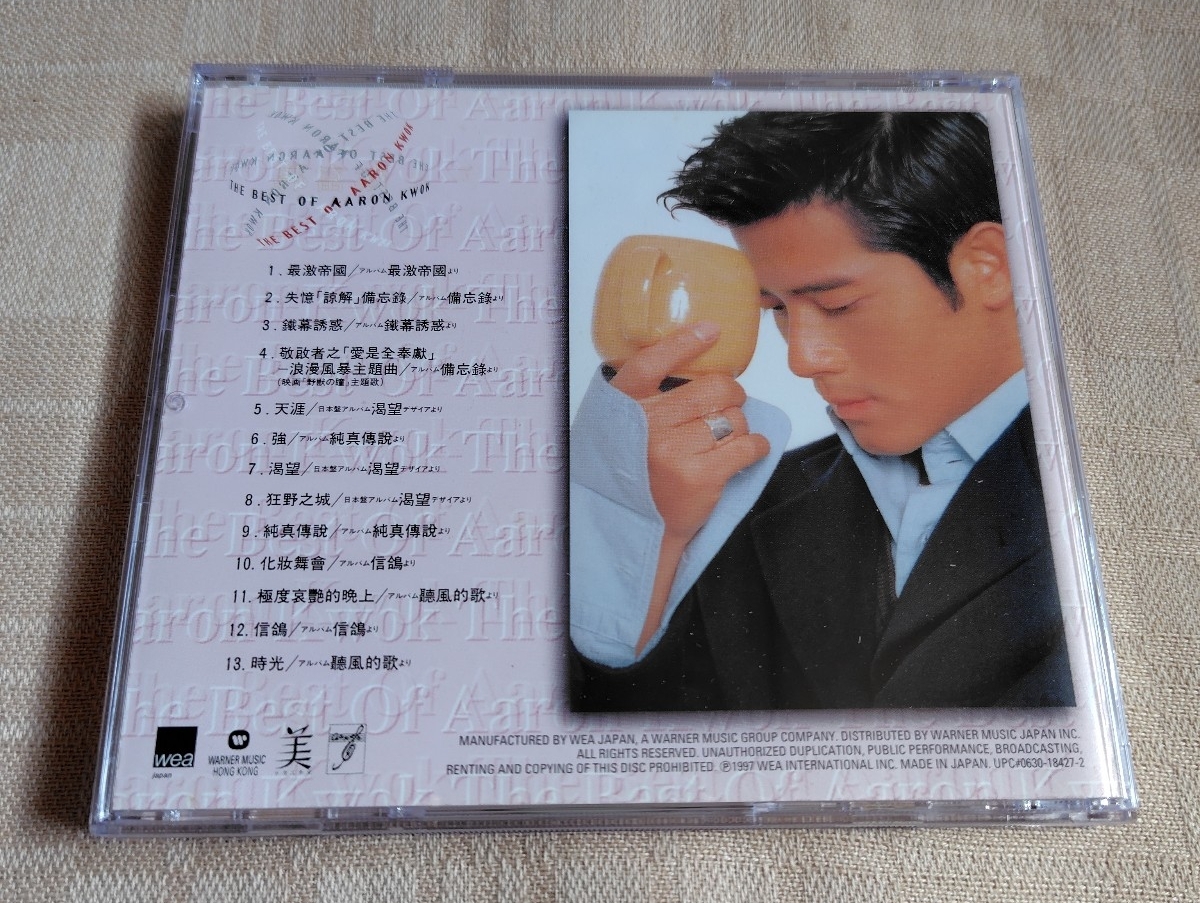 The Best Of Aaron Kwok The Best
THE BEST OF AARON KWOK
THE BEST OF AARON KWOK
1. 最激帝國/アルバム最激帝國より
2. 失憶「諒解」備忘錄/アルバム備忘錄より
3. 鐵幕誘惑/アルバム鐵幕誘惑より
4. 敬啟者之「愛是全奉獻」
-浪漫風暴主題曲/アルバム備忘錄より
(映画「野獣の瞳」主題歌)
5. 天涯/日本盤アルバム渴望デザイアより
6. 強/アルバム純真傳說より
7. 渴望/日本盤アルバム渴望デザイアより
8. 狂野之城/日本盤アルバム渴望デザイアより
9. 純真傳說/アルバム純真傳說より
10. 化妝舞會/アルバム信鴿より
11. 極度哀艷的晚上/アルバム聽風的歌より
12. 信鴿/アルバム信鴿より
13. 時光/アルバム聽風的歌より
wea
japan
WARNER MUSIC
HONG KONG
美
MANUFACTURED BY WEA JAPAN, A WARNER MUSIC GROUP COMPANY. DISTRIBUTED BY WARNER MUSIC JAPAN INC.
ALL RIGHTS RESERVED. UNAUTHORIZED DUPLICATION, PUBLIC PERFORMANCE, BROADCASTING,
RENTING AND COPYING OF THIS DISC PROHIBITED. ℗1997 WEA INTERNATIONAL INC. MADE IN JAPAN. UPC#0630-18427-2